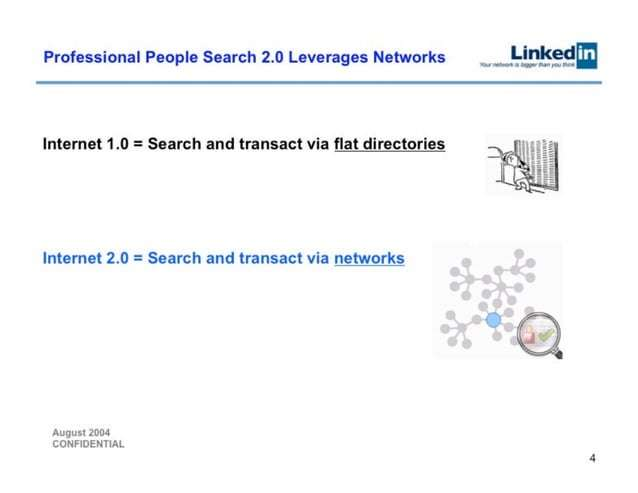 Professional People Search 2.0 Leverages Networks
Linkedin
Your network is bigger than you think
Internet 1.0 = Search and transact via flat directories
Internet 2.0 = Search and transact via networks
August 2004
CONFIDENTIAL
4